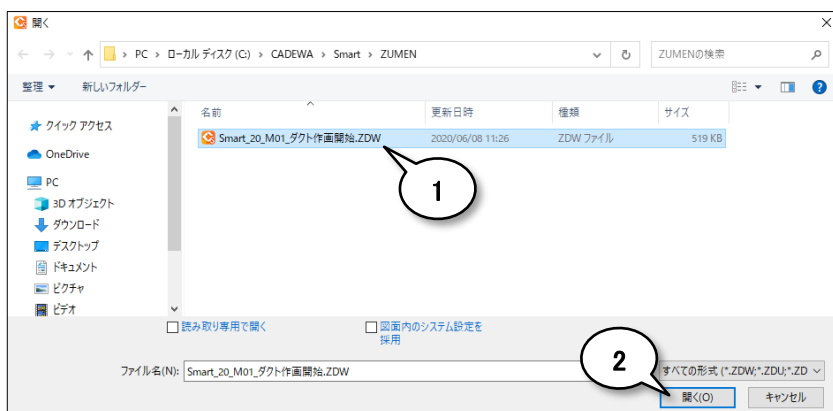 開く
PC › ローカル ディスク (C:) › CADEWA › Smart › ZUMEN
ZUMENの検索
整理 新しいフォルダー
名前 更新日時 種類 サイズ
Smart_20_M01_ダクト作画開始.ZDW 2020/06/08 11:26 ZDW ファイル 519 KB
クイック アクセス
OneDrive
PC
3D オブジェクト
ダウンロード
デスクトップ
ドキュメント
ピクチャ
ビデオ
1
読み取り専用で開く
図面内のシステム設定を
採用
2
ファイル名(N): Smart_20_M01_ダクト作画開始.ZDW
すべての形式 (*.ZDW;*.ZDU;*.ZD
開く(O) キャンセル